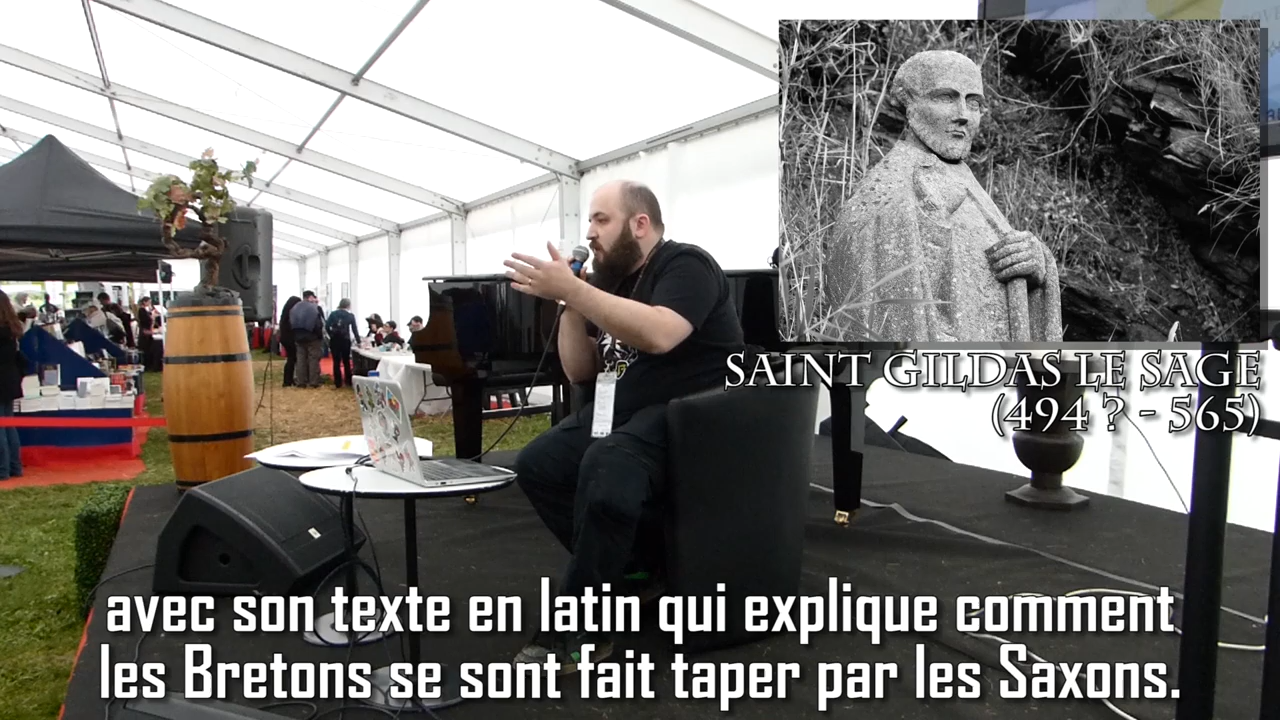 SAINT GILDAS LE SAGE
(494 ? - 565)
avec son texte en latin qui explique comment
les Bretons se sont fait taper par les Saxons.